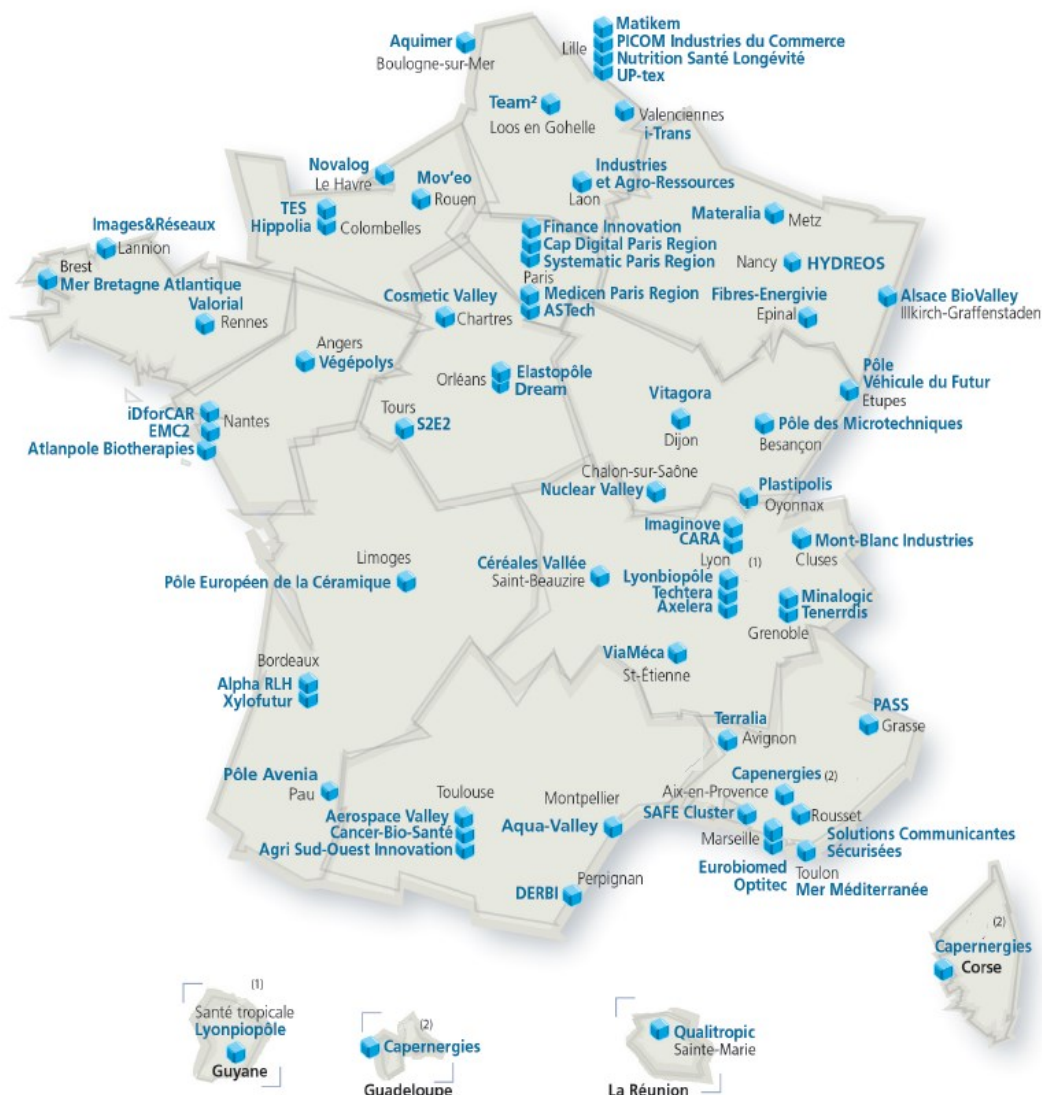 Matikem
PICOM Industries du Commerce
Nutrition Santé Longévité
UP-tex
Lille
Aquimer
Boulogne-sur-Mer
Team²
Loos en Gohelle
Valenciennes
i-Trans
Novalog
Le Havre
Mov'eo
Rouen
Industries
et Agro-Ressources
Laon
TES
Hippolia
Colombelles
Materalia
Metz
Images&Réseaux
Lannion
Finance Innovation
Cap Digital Paris Region
Systematic Paris Region
Paris
Medicen Paris Region
ASTech
Brest
Mer Bretagne Atlantique
Valorial
Rennes
Nancy
HYDREOS
Cosmetic Valley
Chartres
Fibres-Energivie
Epinal
Alsace BioValley
Illkirch-Graffenstaden
Angers
Végépolys
Orléans
Elastopôle
Dream
Pôle
Véhicule du Futur
Etupes
iDforCAR
EMC2
Atlanpole Biotherapies
Nantes
Tours
S2E2
Vitagora
Dijon
Pôle des Microtechniques
Besançon
Chalon-sur-Saône
Nuclear Valley
Plastipolis
Oyonnax
Imaginove
CARA
Lyon (1)
Lyonbiopôle
Techtera
Axelera
Mont-Blanc Industries
Cluses
Limoges
Pôle Européen de la Céramique
Céréales Vallée
Saint-Beauzire
Minalogic
Tenerrdis
Grenoble
ViaMéca
St-Étienne
Bordeaux
Alpha RLH
Xylofutur
PASS
Grasse
Terralia
Avignon
Pôle Avenia
Pau
Toulouse
Aerospace Valley
Cancer-Bio-Santé
Agri Sud-Ouest Innovation
Montpellier
Aqua-Valley
Capenergies (2)
Aix-en-Provence
SAFE Cluster
Rousset
Solutions Communicantes
Sécurisées
Marseille
Eurobiomed
Optitec
Toulon
Mer Méditerranée
Perpignan
DERBI
(2)
Capernergies
Corse
(1)
Santé tropicale
Lyonpiopôle
Guyane
(2)
Capernergies
Guadeloupe
Qualitropic
Sainte-Marie
La Réunion